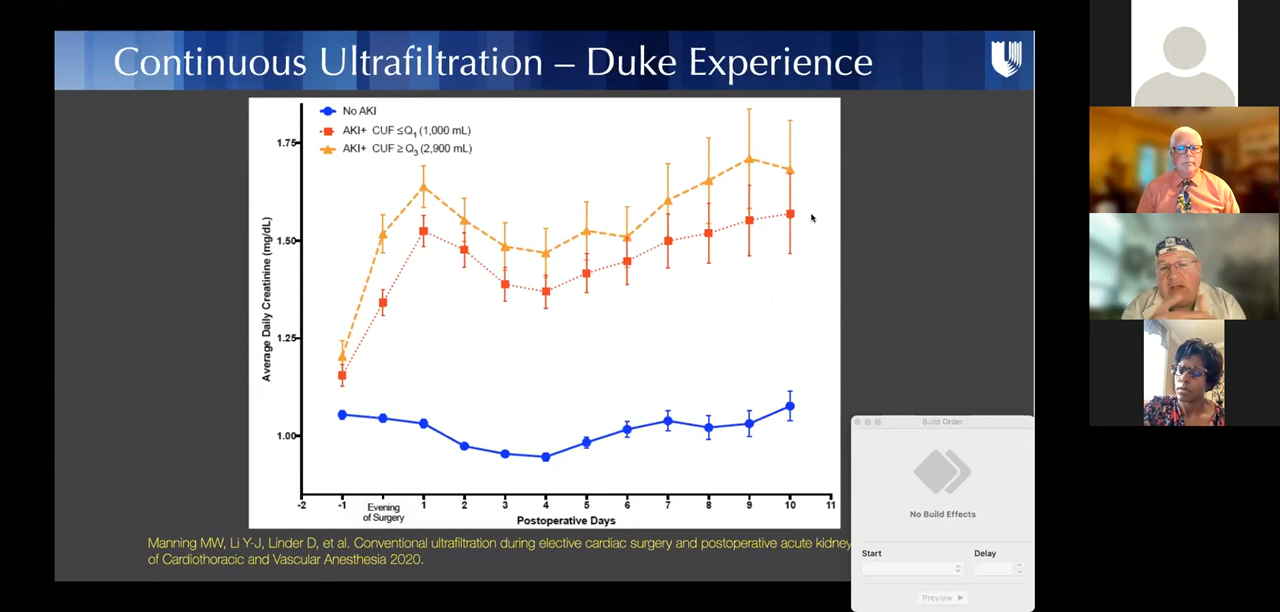 Continuous Ultrafiltration – Duke Experience
No AKI
AKI+ CUF ≤Q1 (1,000 mL)
AKI+ CUF ≥Q3 (2,900 mL)
Average Daily Creatinine (mg/dL)
1.75
1.50
1.25
1.00
-2 -1 Evening 1 2 3 4 5 6 7 8 9 10 11
of Surgery
Postoperative Days
Manning MW, Li Y-J, Linder D, et al. Conventional ultrafiltration during elective cardiac surgery and postoperative acute kidney
of Cardiothoracic and Vascular Anesthesia 2020.
Build Order
No Build Effects
Start Delay
Preview